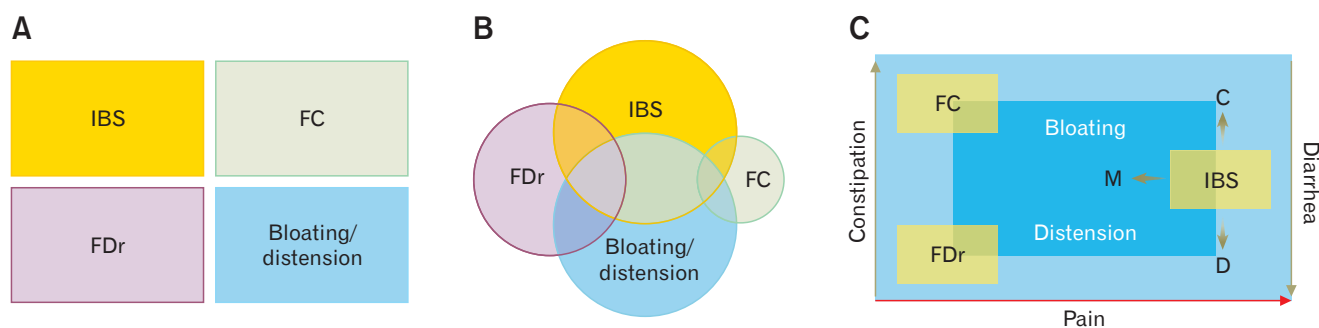 A
IBS
FC
FDr
Bloating/
distension
B
IBS
FDr
FC
Bloating/
distension
C
Constipation
FC
Bloating
C
M
IBS
Distension
FDr
D
Diarrhea
Pain